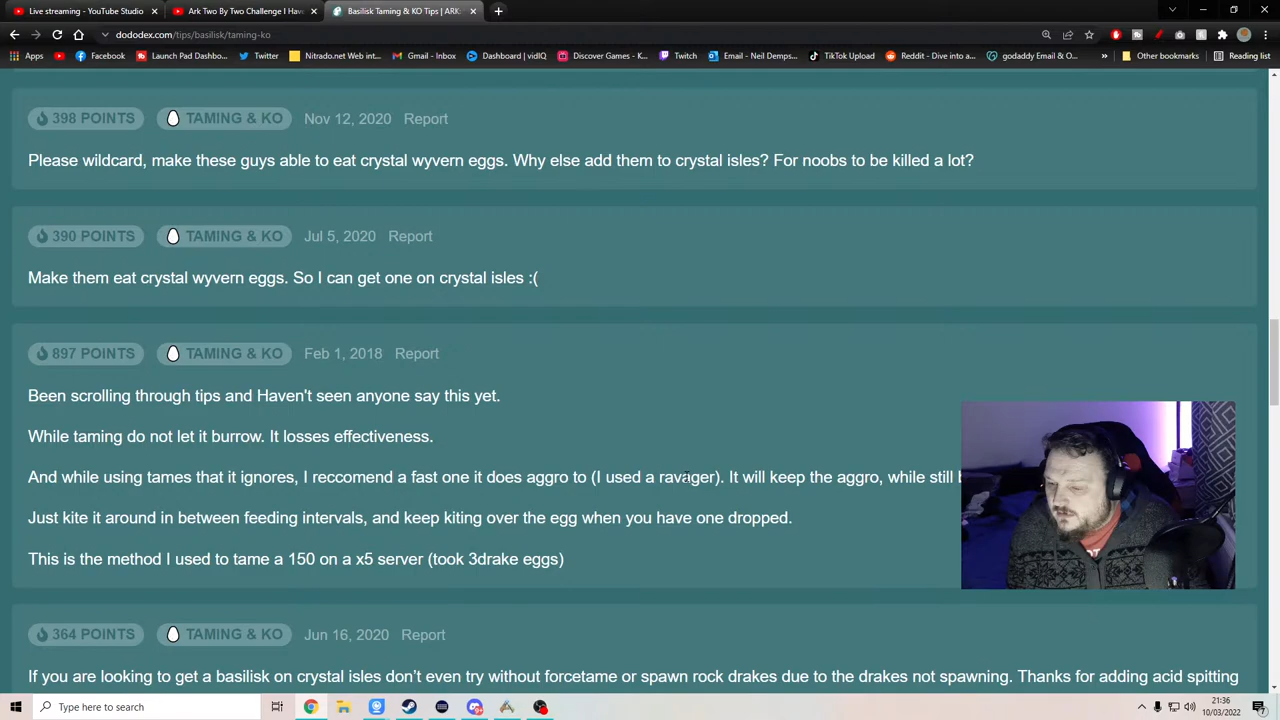 Live streaming - YouTube Studio
Ark Two By Two Challenge I Have
Basilisk Taming & KO Tips | ARK:
dododex.com/tips/basilisk/taming-ko
Apps
Facebook
Launch Pad Dashbo...
Twitter
Nitrado.net Web int...
Gmail - Inbox
Dashboard | vidIQ
Discover Games - K...
Twitch
Email - Neil Demps...
TikTok Upload
Reddit - Dive into a...
godaddy Email & O...
Other bookmarks
Reading list
398 POINTS TAMING & KO Nov 12, 2020 Report
Please wildcard, make these guys able to eat crystal wyvern eggs. Why else add them to crystal isles? For noobs to be killed a lot?
390 POINTS TAMING & KO Jul 5, 2020 Report
Make them eat crystal wyvern eggs. So I can get one on crystal isles :(
897 POINTS TAMING & KO Feb 1, 2018 Report
Been scrolling through tips and Haven't seen anyone say this yet.
While taming do not let it burrow. It losses effectiveness.
And while using tames that it ignores, I reccomend a fast one it does aggro to (I used a ravager). It will keep the aggro, while still
Just kite it around in between feeding intervals, and keep kiting over the egg when you have one dropped.
This is the method I used to tame a 150 on a x5 server (took 3drake eggs)
364 POINTS TAMING & KO Jun 16, 2020 Report
If you are looking to get a basilisk on crystal isles don't even try without forcetame or spawn rock drakes due to the drakes not spawning. Thanks for adding acid spitting
Type here to search
21:36
10/03/2022